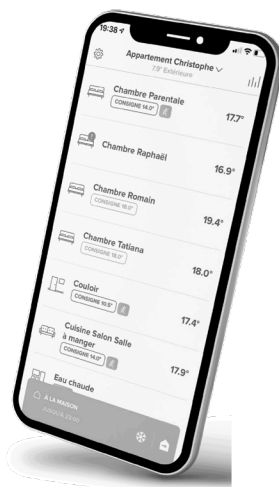 19:38
Appartement Christophe
7.9° Extérieure
Chambre Parentale
CONSIGNE 14.0°
17.7°
Chambre Raphaël
16.9°
Chambre Romain
CONSIGNE 18.0°
19.4°
Chambre Tatiana
CONSIGNE 18.0°
18.0°
Couloir
CONSIGNE 10.5°
17.4°
Cuisine Salon Salle
à manger
CONSIGNE 14.0°
17.9°
Eau chaude
À LA MAISON